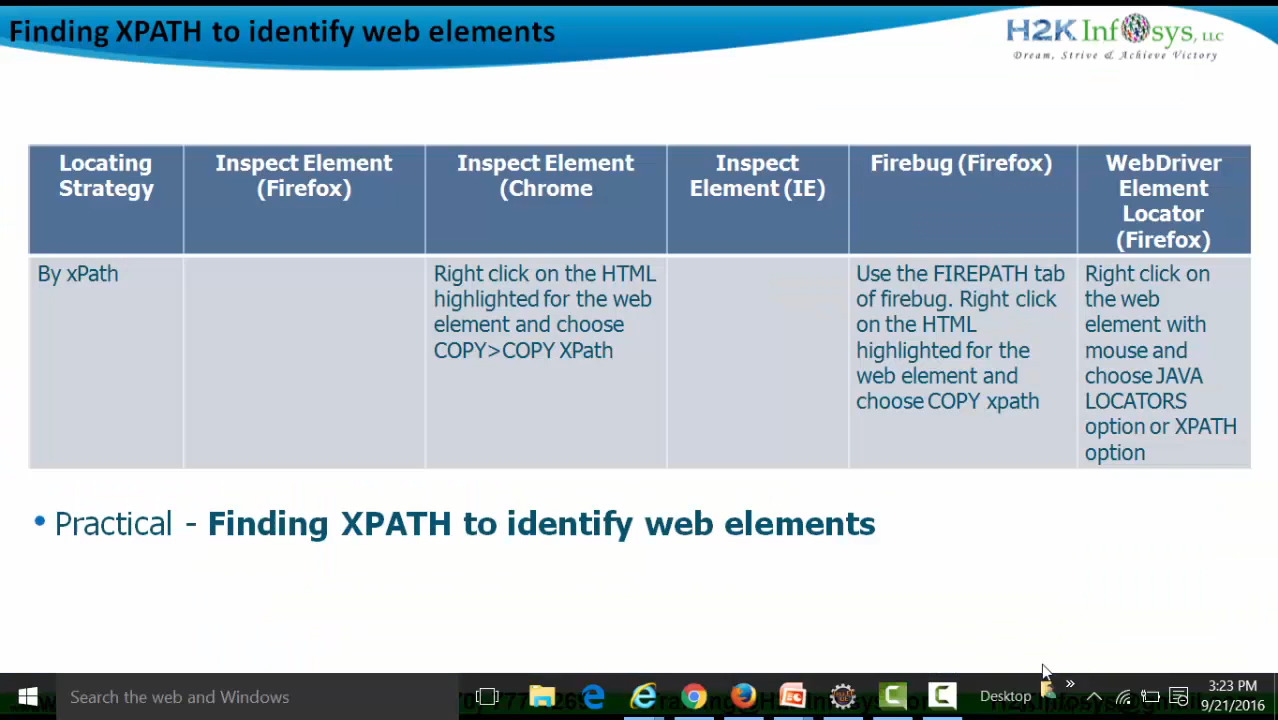 Finding XPATH to identify web elements
H2K Infosys, LLC
Dream, Strive & Achieve Victory
Locating
Strategy
Inspect Element
(Firefox)
Inspect Element
(Chrome
Inspect
Element (IE)
Firebug (Firefox)
WebDriver
Element
Locator
(Firefox)
By xPath
Right click on the HTML
highlighted for the web
element and choose
COPY>COPY XPath
Use the FIREPATH tab
of firebug. Right click
on the HTML
highlighted for the
web element and
choose COPY xpath
Right click on
the web
element with
mouse and
choose JAVA
LOCATORS
option or XPATH
option
• Practical - Finding XPATH to identify web elements
Search the web and Windows
Desktop
3:23 PM
9/21/2016